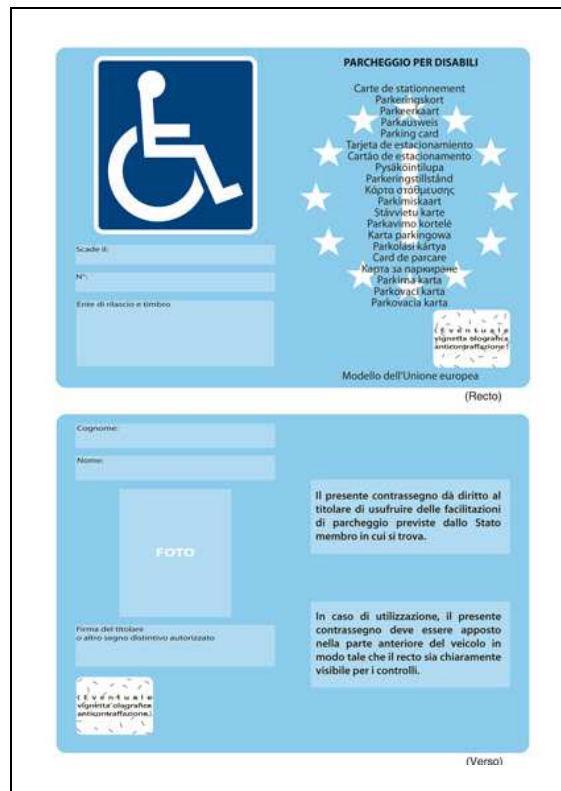 PARCHEGGIO PER DISABILI
Carte de stationnement
Parkeringskort
Parkeerkaart
Parkausweis
Parking card
Tarjeta de estacionamiento
Cartão de estacionamento
Pysäköintilupa
Parkeringstillstånd
Κάρτα στάθμευσης
Parkimiskaart
Stāvvietu karte
Parkavimo kortelė
Karta parkingowa
Parkolási kártya
Card de parcare
Карта за паркиране
Parkirna karta
Parkovací karta
Parkovacia karta
Scade il:
N°:
Ente di rilascio e timbro
(Eventuale
vignetta olografica
anticontraffazione)
Modello dell'Unione europea
(Recto)
Cognome:
Nome:
FOTO
Firma del titolare
o altro segno distintivo autorizzato
(Eventuale
vignetta olografica
anticontraffazione)
Il presente contrassegno dà diritto al
titolare di usufruire delle facilitazioni
di parcheggio previste dallo Stato
membro in cui si trova.
In caso di utilizzazione, il presente
contrassegno deve essere apposto
nella parte anteriore del veicolo in
modo tale che il recto sia chiaramente
visibile per i controlli.
(Verso)